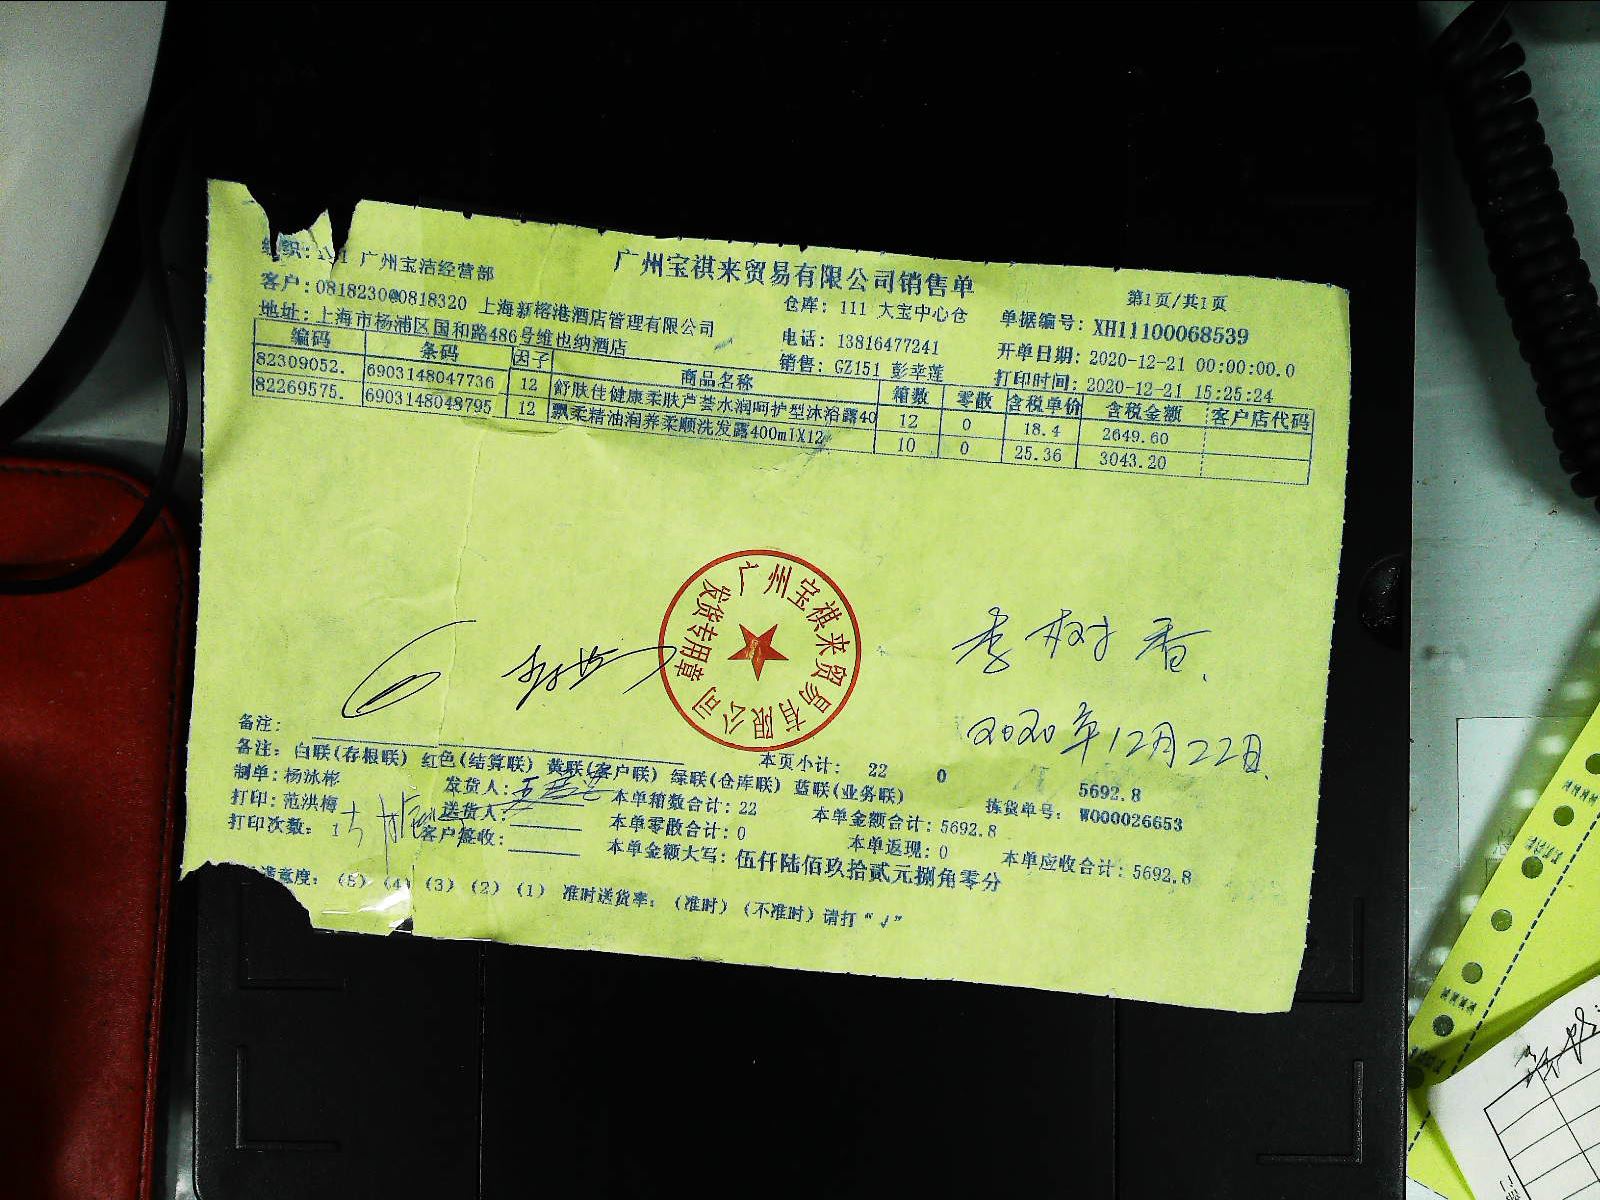 广州宝祺来贸易有限公司销售单
广州宝洁经营部
第1页/共1页
客户:0818230@0818320 上海新榕港酒店管理有限公司
仓库: 111 大宝中心仓
单据编号: XH11100068539
地址: 上海市杨浦区国和路486号维也纳酒店
电话: 13816477241
开单日期: 2020-12-21 00:00:00.0
销售: GZ151 彭幸莲
打印时间: 2020-12-21 15:25:24
编码 条码 因子 商品名称 箱数 零散 含税单价 含税金额 客户店代码
82309052. 6903148047736 12 舒肤佳健康柔肤芦荟水润呵护型沐浴露40 12 0 18.4 2649.60
82269575. 6903148048795 12 飘柔精油润养柔顺洗发露400mlX12 10 0 25.36 3043.20
广州宝祺来贸易有限公司
发货专用章
李树香
2020年12月22日
备注:
本页小计: 22 0 5692.8
备注: 白联(存根联) 红色(结算联) 黄联(客户联) 绿联(仓库联) 蓝联(业务联)
拣货单号: W000026653
制单:杨泳彬 发货人: 本单箱数合计: 22 本单金额合计: 5692.8
打印:范洪梅 送货人: 本单零散合计: 0 本单返现: 0 本单应收合计: 5692.8
打印次数: 1 客户签收: 本单金额大写: 伍仟陆佰玖拾贰元捌角零分
满意度: (5) (4) (3) (2) (1) 准时送货率: (准时) (不准时) 请打“√”